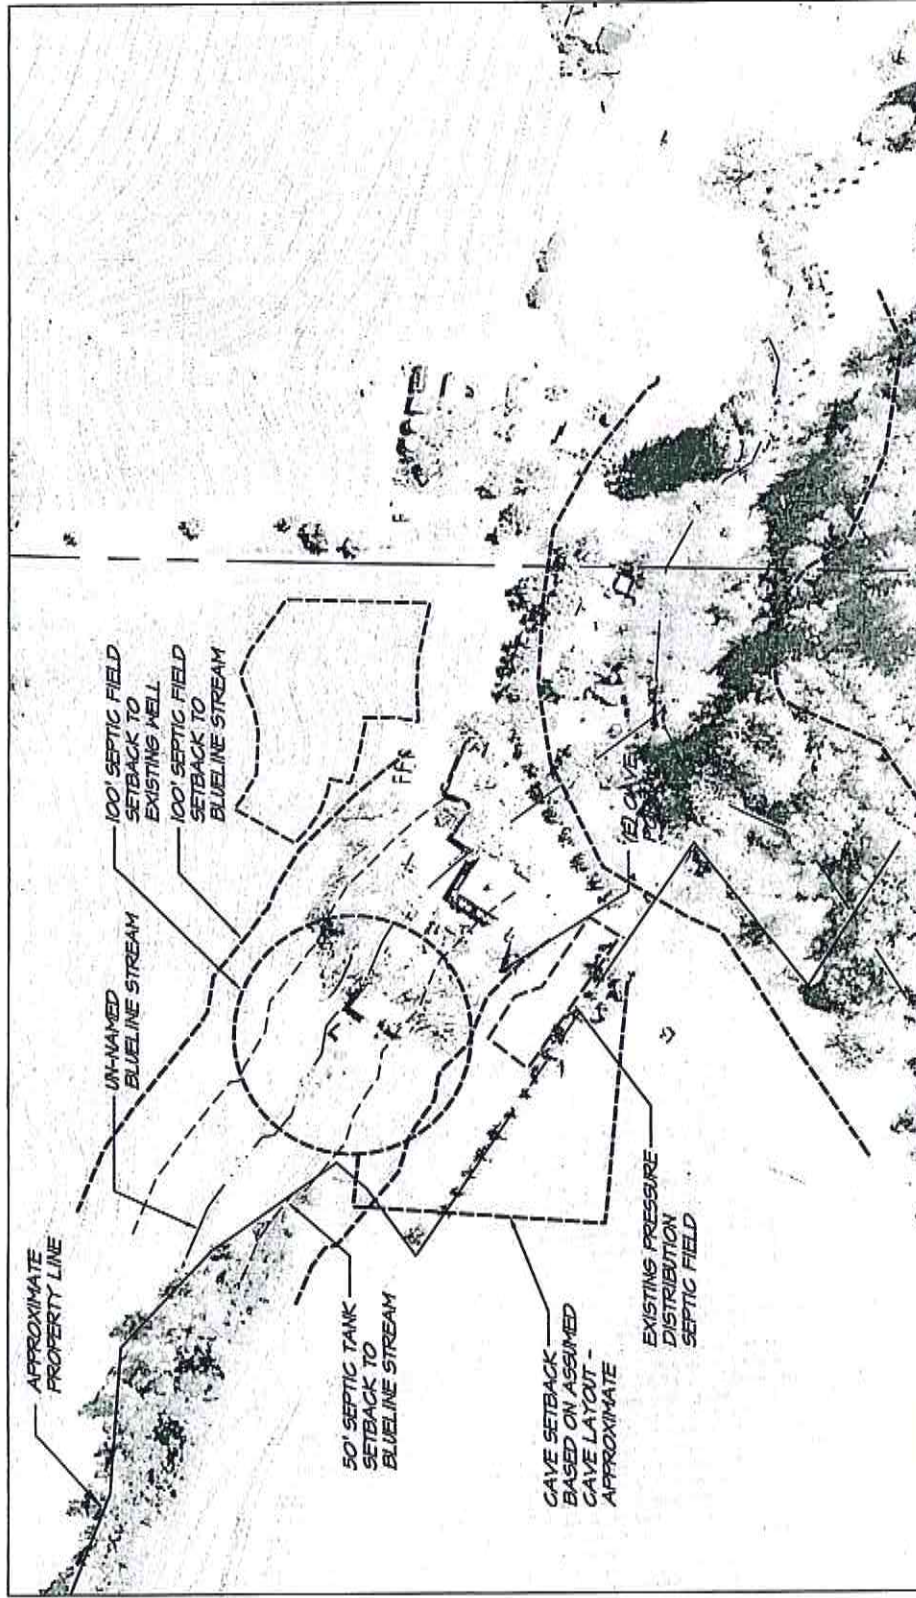 APPROXIMATE
PROPERTY LINE
UN-NAMED
BLUELINE STREAM
100' SEPTIC FIELD
SETBACK TO
EXISTING WELL
100' SEPTIC FIELD
SETBACK TO
BLUELINE STREAM
50' SEPTIC TANK
SETBACK TO
BLUELINE STREAM
CAVE SETBACK
BASED ON ASSUMED
CAVE LAYOUT -
APPROXIMATE
EXISTING PRESSURE
DISTRIBUTION
SEPTIC FIELD
(E) CAVE